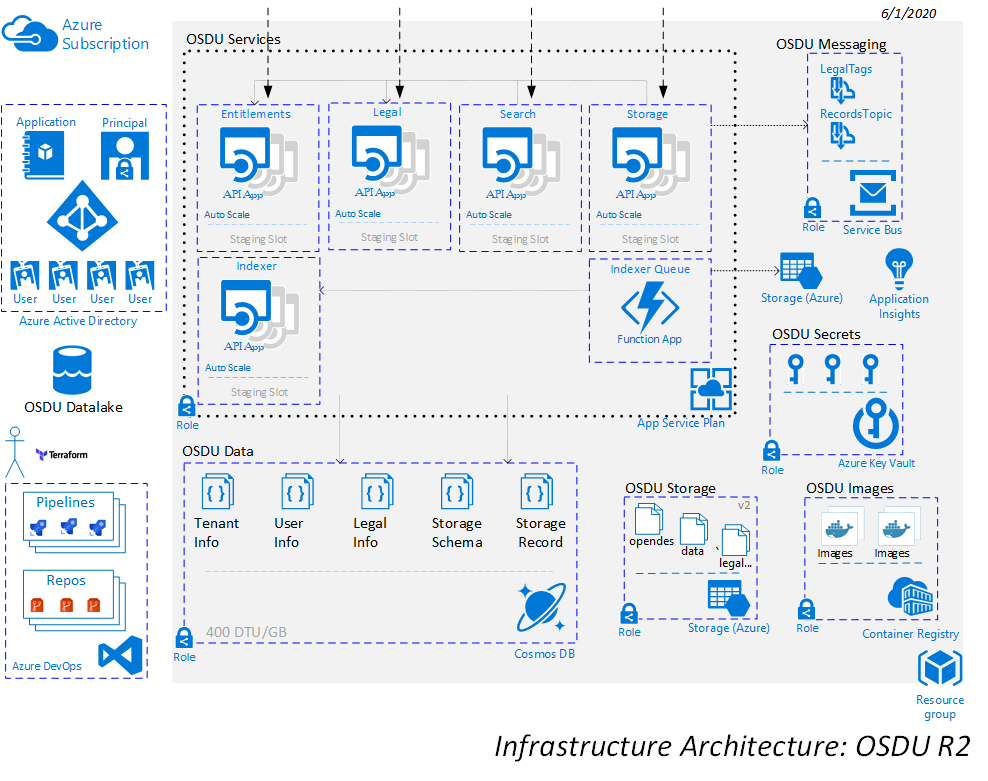 6/1/2020
Azure
Subscription
OSDU Services
OSDU Messaging
LegalTags
RecordsTopic
Role
Service Bus
Application
Principal
User
User
User
User
Azure Active Directory
Entitlements
API App
Auto Scale
Staging Slot
Legal
API App
Auto Scale
Staging Slot
Search
API App
Auto Scale
Staging Slot
Storage
API App
Auto Scale
Staging Slot
Indexer
API App
Auto Scale
Staging Slot
Indexer Queue
Function App
Storage (Azure)
Application
Insights
OSDU Secrets
Role
Azure Key Vault
OSDU Datalake
Role
App Service Plan
Terraform
Pipelines
Repos
Azure DevOps
OSDU Data
Tenant
Info
User
Info
Legal
Info
Storage
Schema
Storage
Record
400 DTU/GB
Role
Cosmos DB
OSDU Storage
v2
opendes
data
legal...
Role
Storage (Azure)
OSDU Images
Images
Images
Role
Container Registry
Resource
group
Infrastructure Architecture: OSDU R2